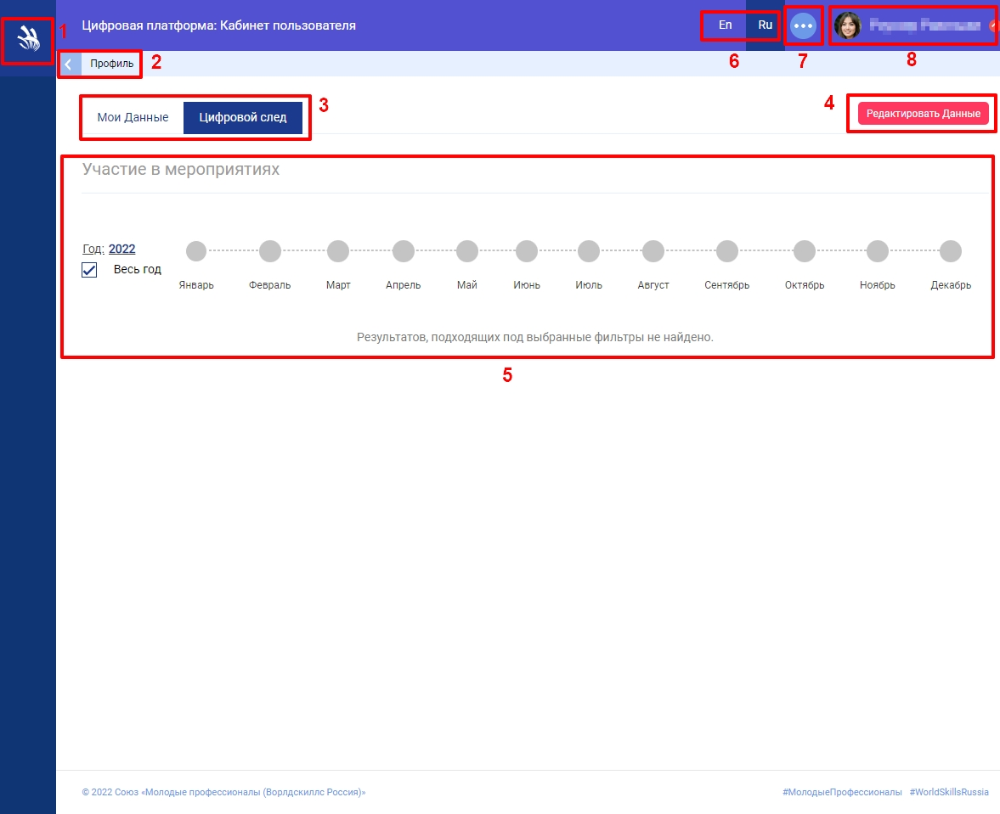 1
Цифровая платформа: Кабинет пользователя
En Ru
Профиль 2
6 7 8
Мои Данные Цифровой след 3
4 Редактировать Данные
Участие в мероприятиях
Год: 2022
Весь год
Январь Февраль Март Апрель Май Июнь Июль Август Сентябрь Октябрь Ноябрь Декабрь
Результатов, подходящих под выбранные фильтры не найдено.
5
© 2022 Союз «Молодые профессионалы (Ворлдскиллс Россия)» #МолодыеПрофессионалы #WorldSkillsRussia